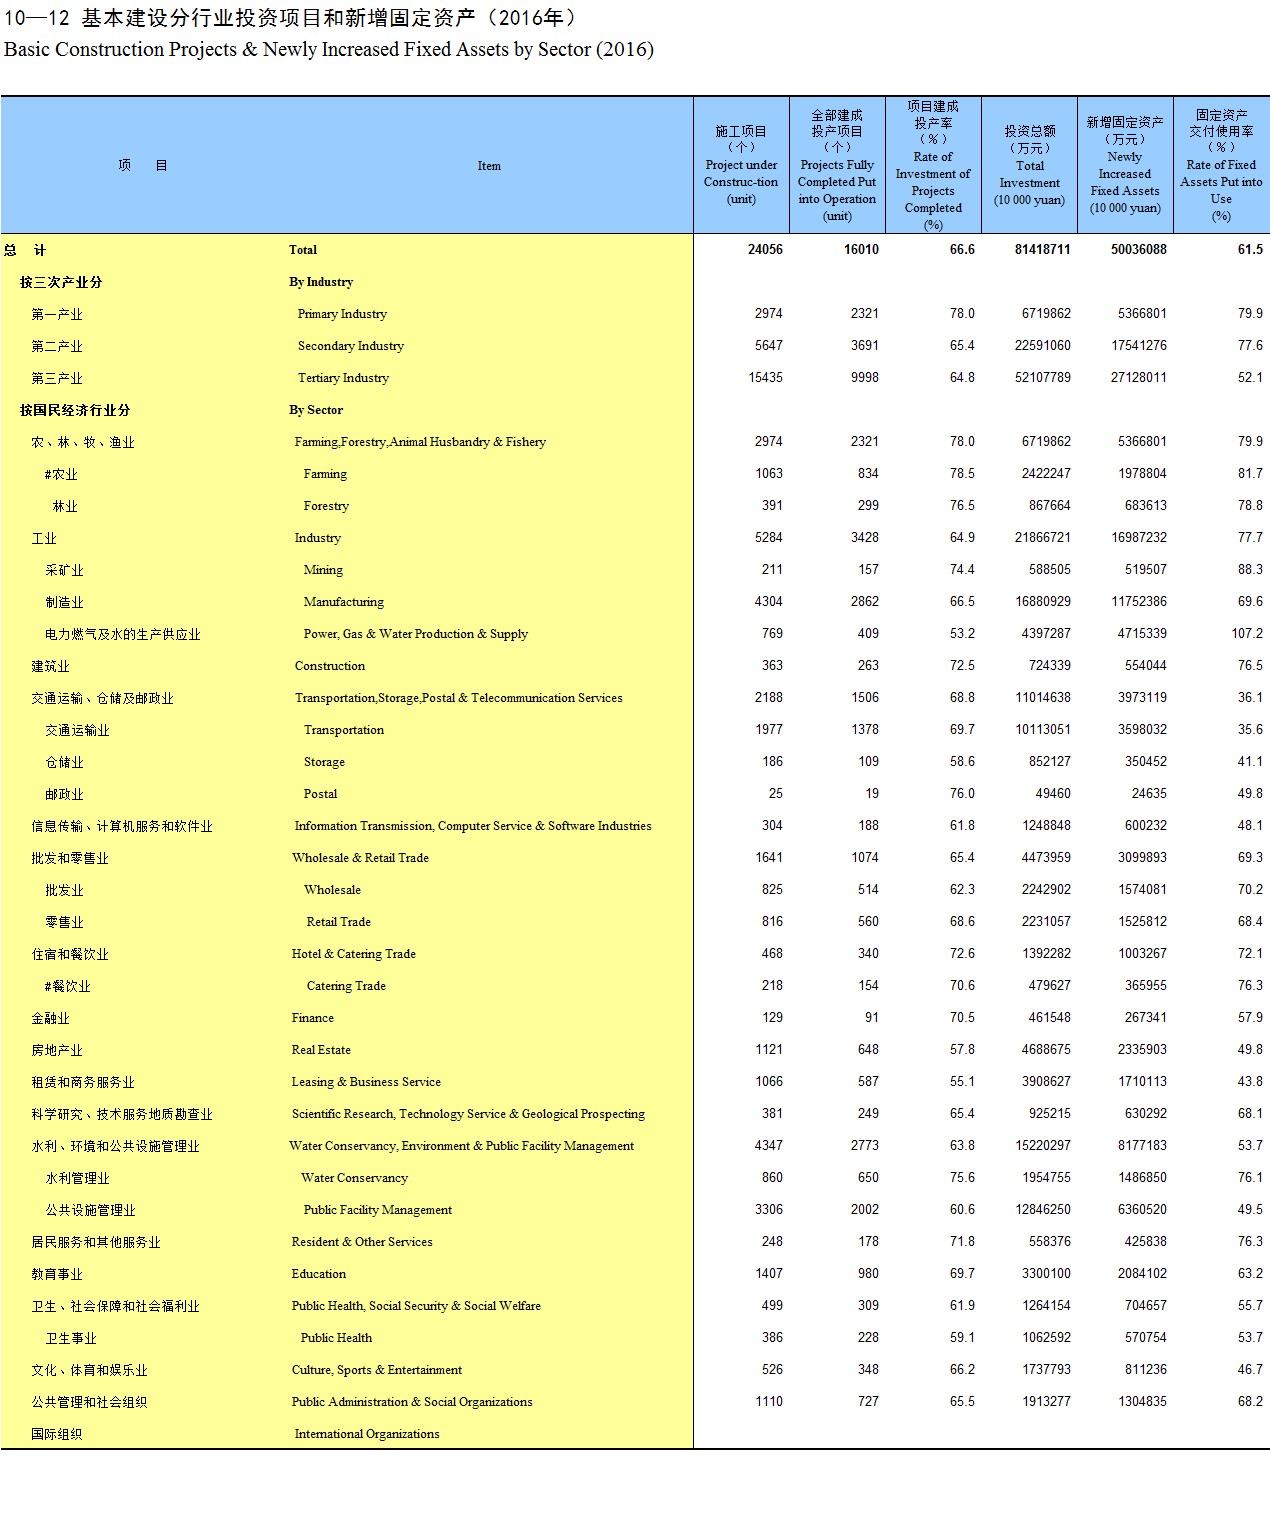 10—12 基本建设分行业投资项目和新增固定资产（2016年）
Basic Construction Projects & Newly Increased Fixed Assets by Sector (2016)
项 目 Item 施工项目（个）Project under Construc-tion (unit) 全部建成投产项目（个）Projects Fully Completed Put into Operation (unit) 项目建成投产率（%）Rate of Investment of Projects Completed (%) 投资总额（万元）Total Investment (10 000 yuan) 新增固定资产（万元）Newly Increased Fixed Assets (10 000 yuan) 固定资产交付使用率（%）Rate of Fixed Assets Put into Use (%)
总 计 Total 24056 16010 66.6 81418711 50036088 61.5
按三次产业分 By Industry
第一产业 Primary Industry 2974 2321 78.0 6719862 5366801 79.9
第二产业 Secondary Industry 5647 3691 65.4 22591060 17541276 77.6
第三产业 Tertiary Industry 15435 9998 64.8 52107789 27128011 52.1
按国民经济行业分 By Sector
农、林、牧、渔业 Farming,Forestry,Animal Husbandry & Fishery 2974 2321 78.0 6719862 5366801 79.9
#农业 Farming 1063 834 78.5 2422247 1978804 81.7
林业 Forestry 391 299 76.5 867664 683613 78.8
工业 Industry 5284 3428 64.9 21866721 16987232 77.7
采矿业 Mining 211 157 74.4 588505 519507 88.3
制造业 Manufacturing 4304 2862 66.5 16880929 11752386 69.6
电力燃气及水的生产供应业 Power, Gas & Water Production & Supply 769 409 53.2 4397287 4715339 107.2
建筑业 Construction 363 263 72.5 724339 554044 76.5
交通运输、仓储及邮政业 Transportation,Storage,Postal & Telecommunication Services 2188 1506 68.8 11014638 3973119 36.1
交通运输业 Transportation 1977 1378 69.7 10113051 3598032 35.6
仓储业 Storage 186 109 58.6 852127 350452 41.1
邮政业 Postal 25 19 76.0 49460 24635 49.8
信息传输、计算机服务和软件业 Information Transmission, Computer Service & Software Industries 304 188 61.8 1248848 600232 48.1
批发和零售业 Wholesale & Retail Trade 1641 1074 65.4 4473959 3099893 69.3
批发业 Wholesale 825 514 62.3 2242902 1574081 70.2
零售业 Retail Trade 816 560 68.6 2231057 1525812 68.4
住宿和餐饮业 Hotel & Catering Trade 468 340 72.6 1392282 1003267 72.1
#餐饮业 Catering Trade 218 154 70.6 479627 365955 76.3
金融业 Finance 129 91 70.5 461548 267341 57.9
房地产业 Real Estate 1121 648 57.8 4688675 2335903 49.8
租赁和商务服务业 Leasing & Business Service 1066 587 55.1 3908627 1710113 43.8
科学研究、技术服务地质勘查业 Scientific Research, Technology Service & Geological Prospecting 381 249 65.4 925215 630292 68.1
水利、环境和公共设施管理业 Water Conservancy, Environment & Public Facility Management 4347 2773 63.8 15220297 8177183 53.7
水利管理业 Water Conservancy 860 650 75.6 1954755 1486850 76.1
公共设施管理业 Public Facility Management 3306 2002 60.6 12846250 6360520 49.5
居民服务和其他服务业 Resident & Other Services 248 178 71.8 558376 425838 76.3
教育事业 Education 1407 980 69.7 3300100 2084102 63.2
卫生、社会保障和社会福利业 Public Health, Social Security & Social Welfare 499 309 61.9 1264154 704657 55.7
卫生事业 Public Health 386 228 59.1 1062592 570754 53.7
文化、体育和娱乐业 Culture, Sports & Entertainment 526 348 66.2 1737793 811236 46.7
公共管理和社会组织 Public Administration & Social Organizations 1110 727 65.5 1913277 1304835 68.2
国际组织 International Organizations